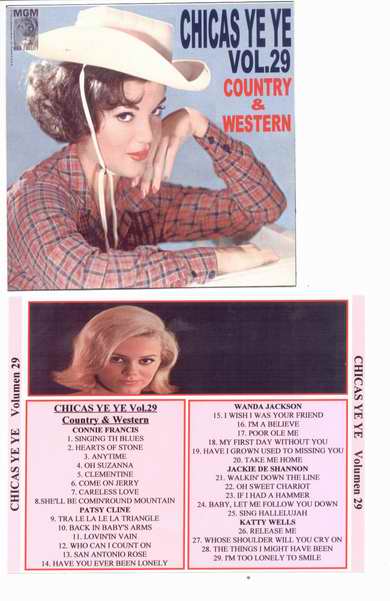 MGM
CHICAS YE YE
VOL.29
COUNTRY
&
WESTERN
CHICAS YE YE Volumen 29
CHICAS YE YE Vol.29
Country & Western
CONNIE FRANCIS
1. SINGING TH BLUES
2. HEARTS OF STONE
3. ANYTIME
4. OH SUZANNA
5. CLEMENTINE
6. COME ON JERRY
7. CARELESS LOVE
8.SHE'LL BE COMIN'ROUND MOUNTAIN
PATSY CLINE
9. TRA LE LA LE LA TRIANGLE
10. BACK IN BABY'S ARMS
11. LOVIN'IN VAIN
12. WHO CAN I COUNT ON
13. SAN ANTONIO ROSE
14. HAVE YOU EVER BEEN LONELY
WANDA JACKSON
15. I WISH I WAS YOUR FRIEND
16. I'M A BELIEVE
17. POOR OLE ME
18. MY FIRST DAY WITHOUT YOU
19. HAVE I GROWN USED TO MISSING YOU
20. TAKE ME HOME
JACKIE DE SHANNON
21. WALKIN' DOWN THE LINE
22. OH SWEET CHARIOT
23. IF I HAD A HAMMER
24. BABY, LET ME FOLLOW YOU DOWN
25. SING HALLELUJAH
KATTY WELLS
26. RELEASE ME
27. WHOSE SHOULDER WILL YOU CRY ON
28. THE THINGS I MIGHT HAVE BEEN
29. I'M TOO LONELY TO SMILE
CHICAS YE YE Volumen 29